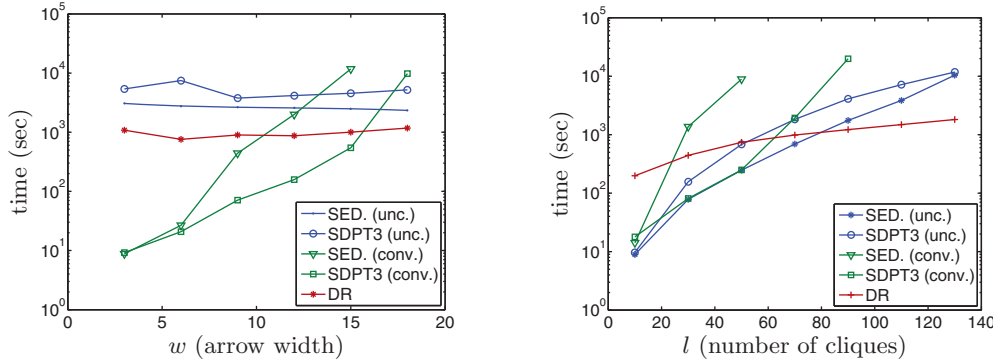 10^5
10^4
10^3
10^2
10^1
10^0
time (sec)
0
5
10
15
20
w (arrow width)
SED. (unc.)
SDPT3 (unc.)
SED. (conv.)
SDPT3 (conv.)
DR
10^5
10^4
10^3
10^2
10^1
10^0
time (sec)
0
20
40
60
80
100
120
140
l (number of cliques)
SED. (unc.)
SDPT3 (unc.)
SED. (conv.)
SDPT3 (conv.)
DR